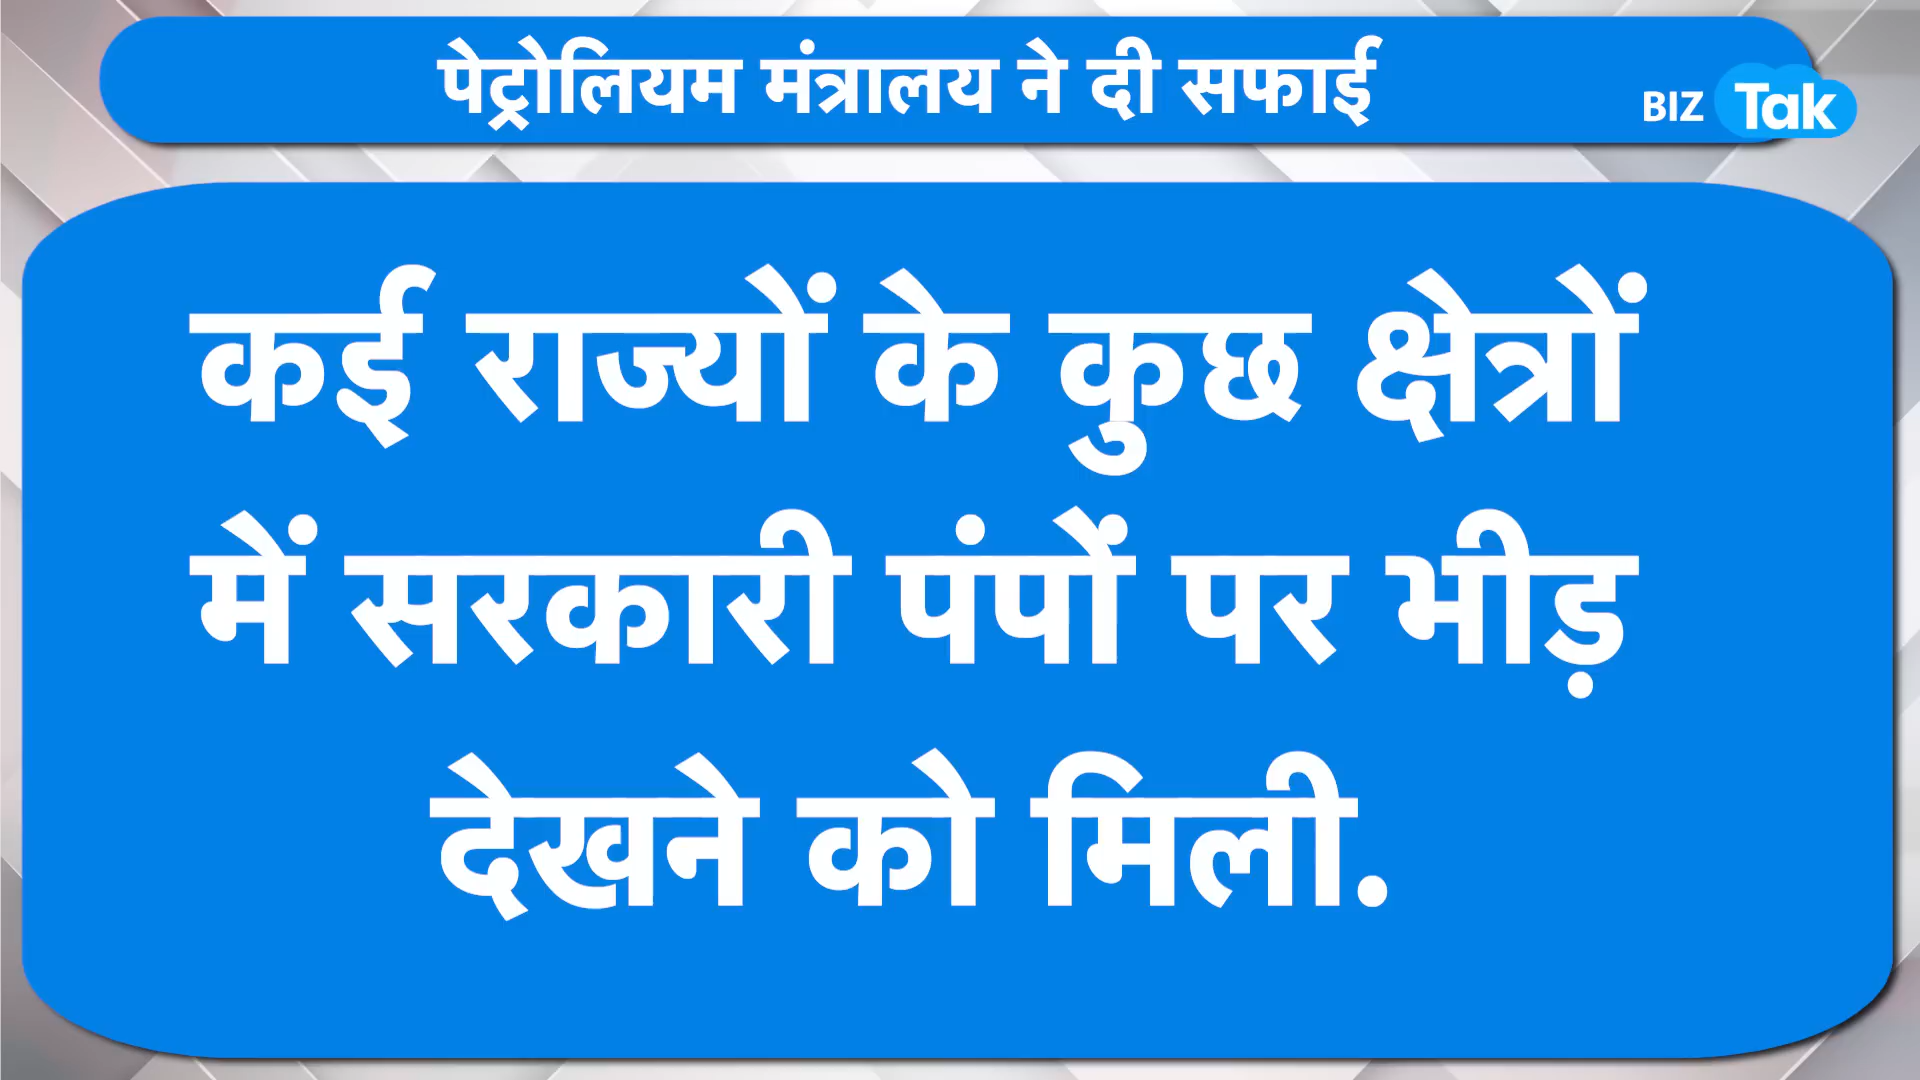 पेट्रोलियम मंत्रालय ने दी सफाई
BIZ Tak
कई राज्यों के कुछ क्षेत्रों
में सरकारी पंपों पर भीड़
देखने को मिली.